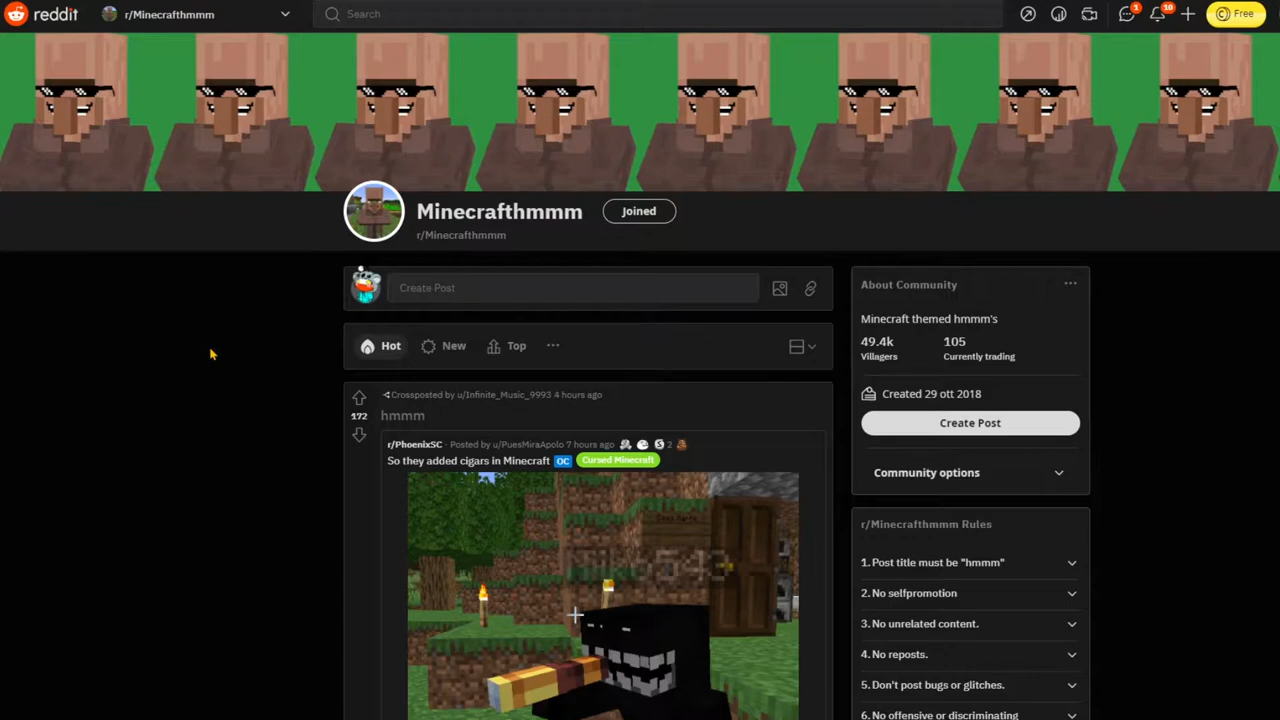 reddit
r/Minecrafthmmm
Search
1
10
Free
Minecrafthmmm
Joined
r/Minecrafthmmm
Create Post
Hot
New
Top
Crossposted by u/Infinite_Music_9993 4 hours ago
172
hmmm
r/PhoenixSC · Posted by u/PuesMiraApolo 7 hours ago 2
So they added cigars in Minecraft OC Cursed Minecraft
About Community
Minecraft themed hmmm's
49.4k
Villagers
105
Currently trading
Created 29 ott 2018
Create Post
Community options
r/Minecrafthmmm Rules
1. Post title must be "hmmm"
2. No selfpromotion
3. No unrelated content.
4. No reposts.
5. Don't post bugs or glitches.
6. No offensive or discriminating